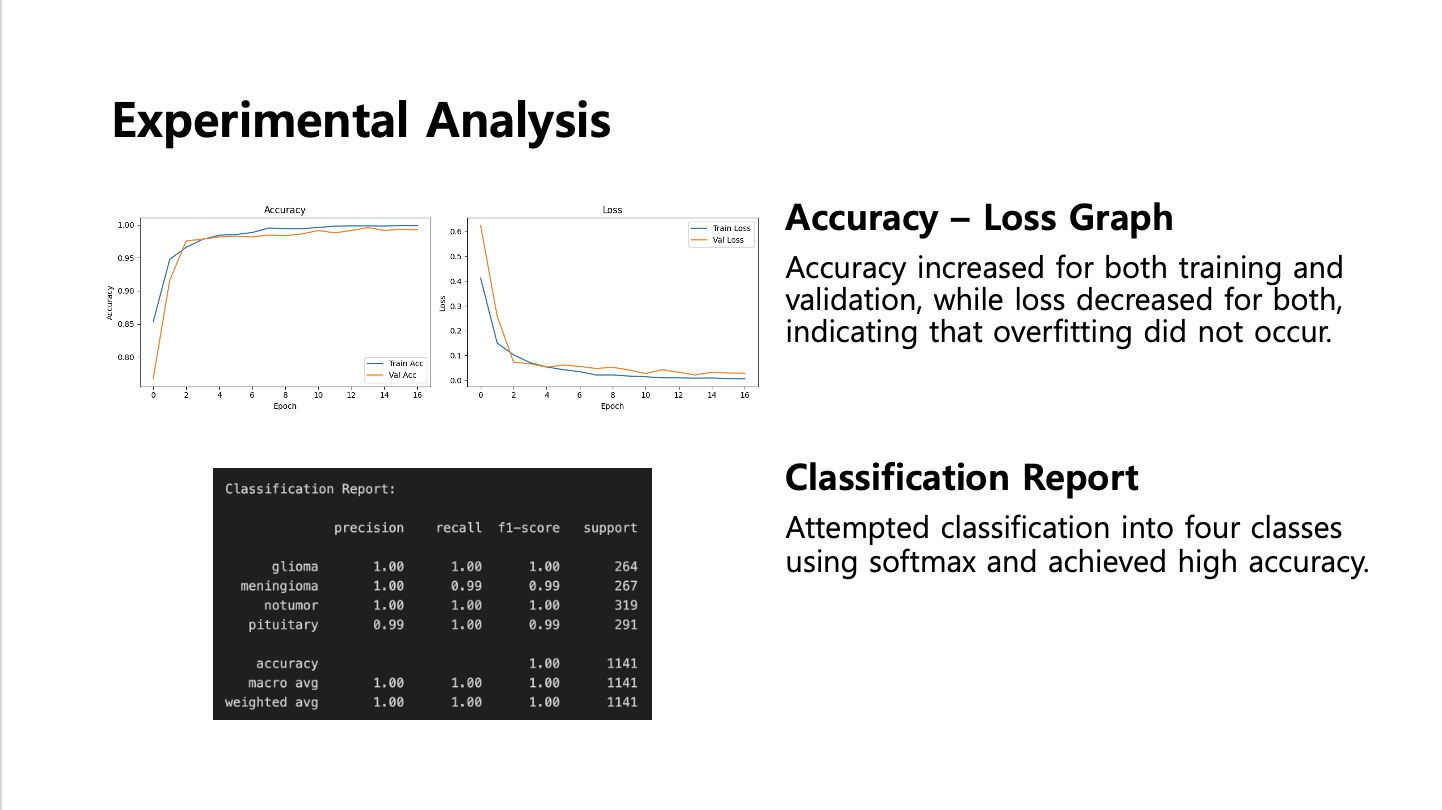 Experimental Analysis
Accuracy
1.00
0.95
0.90
0.85
0.80
Accuracy
Train Acc
Val Acc
0 2 4 6 8 10 12 14 16
Epoch
Loss
0.6
0.5
0.4
0.3
0.2
0.1
0.0
Loss
Train Loss
Val Loss
0 2 4 6 8 10 12 14 16
Epoch
Accuracy – Loss Graph
Accuracy increased for both training and
validation, while loss decreased for both,
indicating that overfitting did not occur.
Classification Report:
precision recall f1-score support
glioma 1.00 1.00 1.00 264
meningioma 1.00 0.99 0.99 267
notumor 1.00 1.00 1.00 319
pituitary 0.99 1.00 0.99 291
accuracy 1.00 1141
macro avg 1.00 1.00 1.00 1141
weighted avg 1.00 1.00 1.00 1141
Classification Report
Attempted classification into four classes
using softmax and achieved high accuracy.